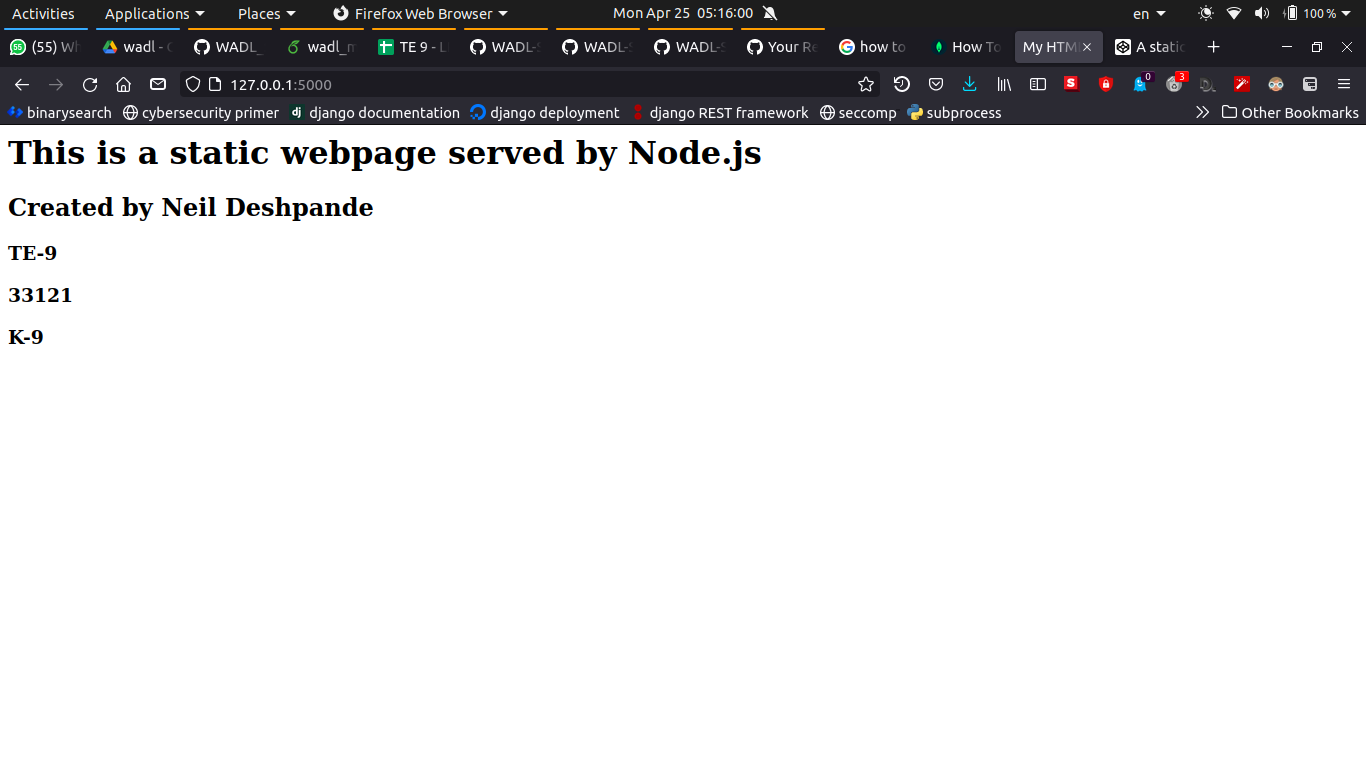 Activities Applications Places Firefox Web Browser Mon Apr 25 05:16:00 en 100 %
(55) Wh wadl - WADL_ wadl_m TE 9 - Li WADL-S WADL-S WADL-S Your Re how to How To My HTM A static
127.0.0.1:5000 S 0 3
binarysearch cybersecurity primer dj django documentation django deployment django REST framework seccomp subprocess Other Bookmarks
This is a static webpage served by Node.js
Created by Neil Deshpande
TE-9
33121
K-9